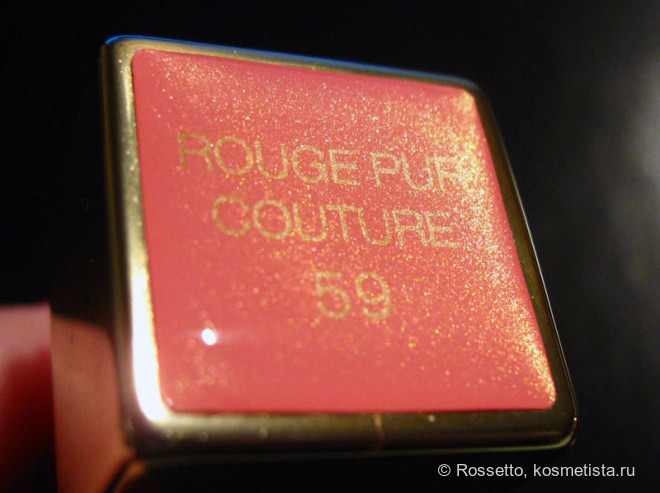 ROUGE PUR
COUTURE
59
© Rossetto, kosmetista.ru